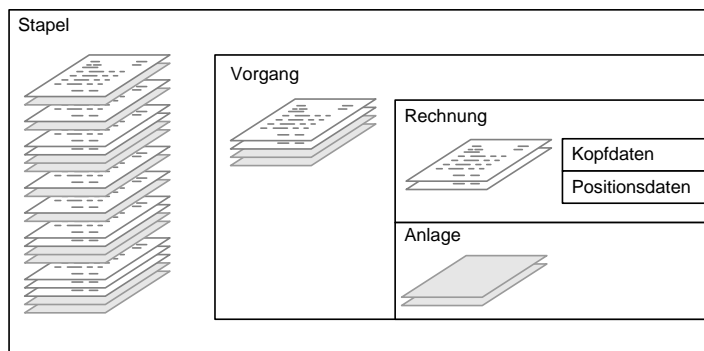 Stapel
Vorgang
Rechnung
Kopfdaten
Positionsdaten
Anlage